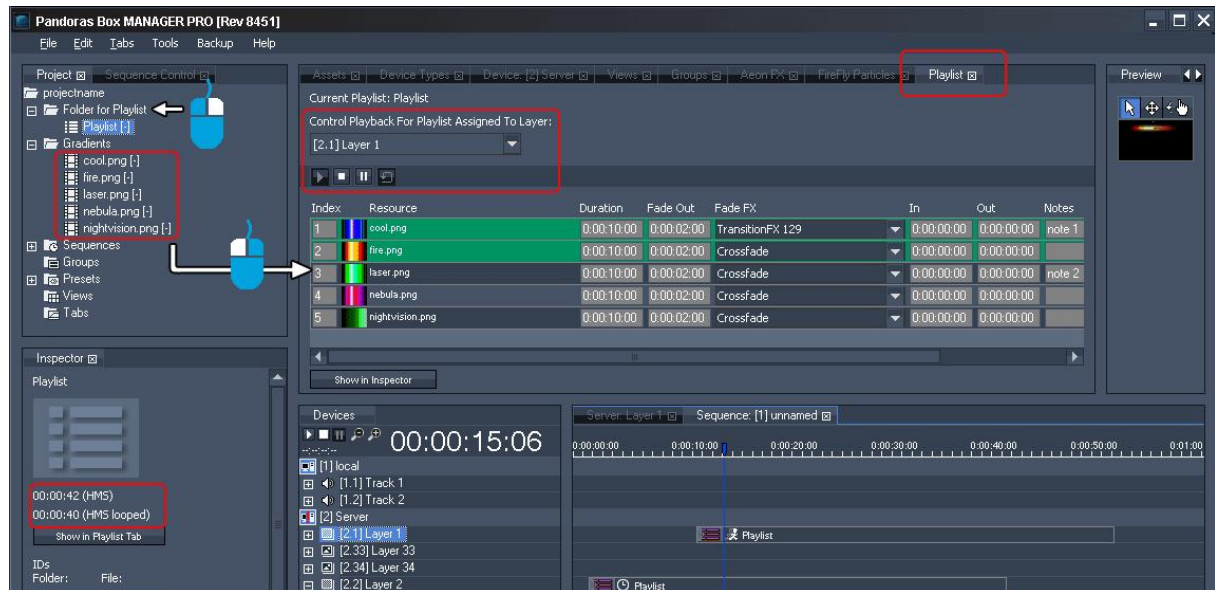 Pandoras Box MANAGER PRO [Rev 8451]
File Edit Tabs Tools Backup Help
Project Sequence Control
projectname
Folder for Playlist
Playlist [-]
Gradients
cool.png [-]
fire.png [-]
laser.png [-]
nebula.png [-]
nightvision.png [-]
Sequences
Groups
Presets
Views
Tabs
Assets Device Types Device: [2] Server Views Groups Aeon FX FireFly Particles Playlist
Current Playlist: Playlist
Control Playback For Playlist Assigned To Layer:
[2.1] Layer 1
Index Resource Duration Fade Out Fade FX In Out Notes
1 cool.png 0:00:10:00 0:00:02:00 TransitionFX 129 0:00:00:00 0:00:00:00 note 1
2 fire.png 0:00:10:00 0:00:02:00 Crossfade 0:00:00:00 0:00:00:00
3 laser.png 0:00:10:00 0:00:02:00 Crossfade 0:00:00:00 0:00:00:00 note 2
4 nebula.png 0:00:10:00 0:00:02:00 Crossfade 0:00:00:00 0:00:00:00
5 nightvision.png 0:00:10:00 0:00:02:00 Crossfade 0:00:00:00 0:00:00:00
Show in Inspector
Preview
Inspector
Playlist
00:00:42 (HMS)
00:00:40 (HMS looped)
Show in Playlist Tab
IDs
Folder: File:
Devices
00:00:15:06
--:--:--:--
[1] local
[1.1] Track 1
[1.2] Track 2
[2] Server
[2.1] Layer 1
[2.33] Layer 33
[2.34] Layer 34
[2.2] Layer 2
Server: Layer 1 Sequence: [1] unnamed
0:00:00:00 0:00:10:00 0:00:20:00 0:00:30:00 0:00:40:00 0:00:50:00 0:01:00
Playlist
Playlist